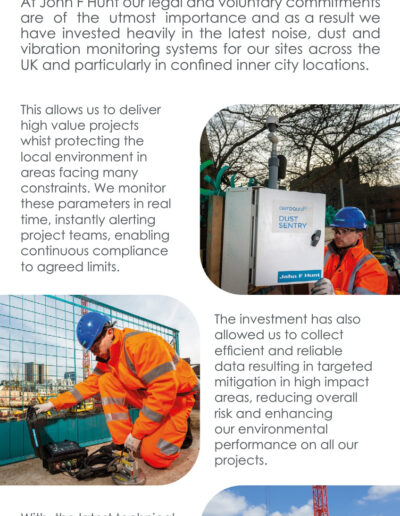 At John F Hunt our legal and voluntary commitments
are of the utmost importance and as a result we
have invested heavily in the latest noise, dust and
vibration monitoring systems for our sites across the
UK and particularly in confined inner city locations.
This allows us to deliver
high value projects
whist protecting the
local environment in
areas facing many
constraints. We monitor
these parameters in real
time, instantly alerting
project teams, enabling
continuous compliance
to agreed limits.
DUST
SENTRY
John F Hunt
The investment has also
allowed us to collect
efficient and reliable
data resulting in targeted
mitigation in high impact
areas, reducing overall
risk and enhancing
our environmental
performance on all our
projects.
With the latest technical